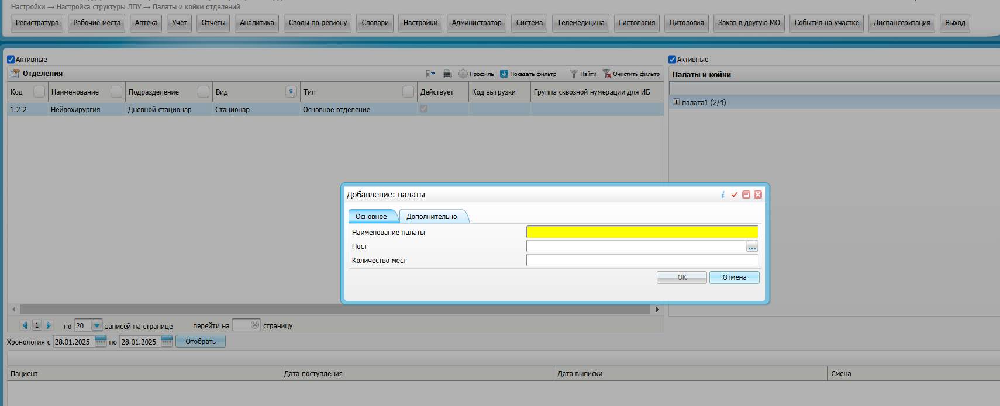 Настройки → Настройка структуры ЛПУ → Палаты и койки отделений
Регистратура Рабочие места Аптека Учет Отчеты Аналитика Своды по региону Словари Настройки Администратор Система Телемедицина Гистология Цитология Заказ в другую МО События на участке Диспансеризация Выход
Активные
Отделения Профиль Показать фильтр Найти Очистить фильтр
Код Наименование Подразделение Вид 1 Тип Действует Код выгрузки Группа сквозной нумерации для ИБ
1-2-2 Нейрохирургия Дневной стационар Стационар Основное отделение
Активные
Палаты и койки
палата1 (2/4)
Добавление: палаты
Основное Дополнительно
Наименование палаты
Пост ...
Количество мест
ОК Отмена
1 по 20 записей на странице перейти на страницу
Хронология с 28.01.2025 по 28.01.2025 Отобрать
Пациент Дата поступления Дата выписки Смена